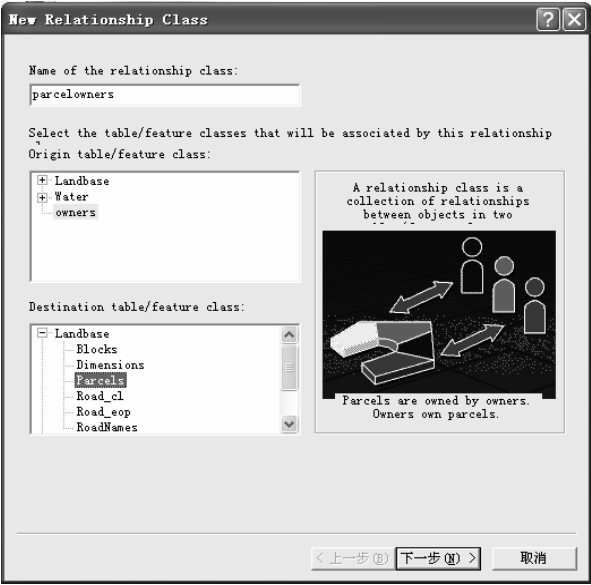 New Relationship Class
Name of the relationship class:
parcelowners
Select the table/feature classes that will be associated by this relationship
Origin table/feature class:
Landbase
Water
owners
A relationship class is a
collection of relationships
between objects in two
Destination table/feature class:
Landbase
Blocks
Dimensions
Parcels
Road_cl
Road_eop
RoadNames
Parcels are owned by owners.
Owners own parcels.
< 上一步(B)
下一步(N) >
取消